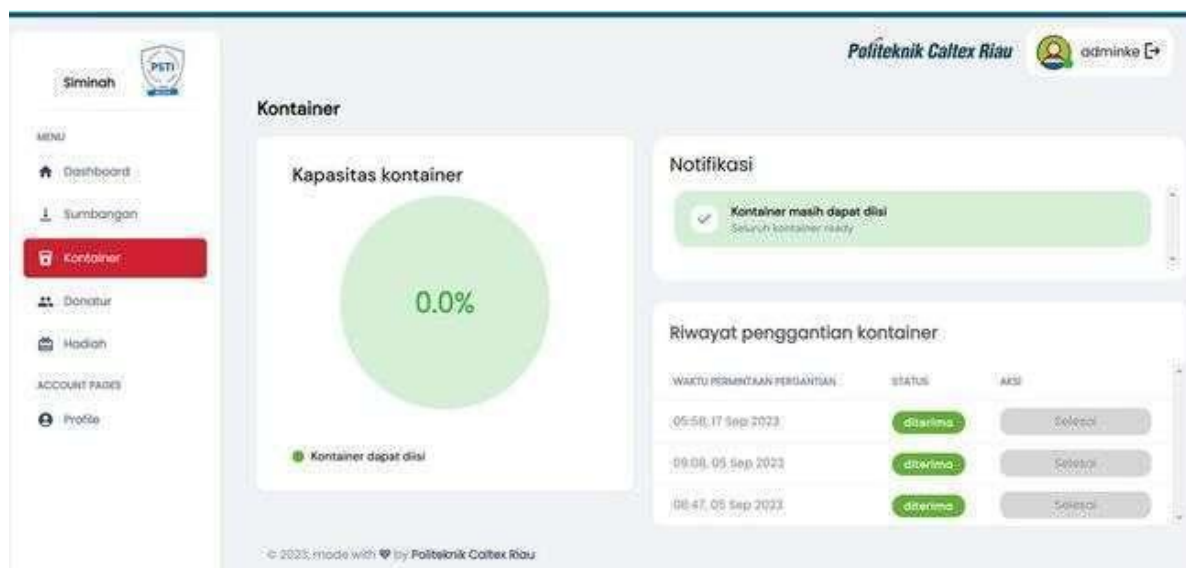 Politeknik Caltex Riau
adminke
Siminah
PSTI
MENU
Dashboard
Sumbangan
Kontainer
Donatur
Hadiah
ACCOUNT PAGES
Profile
Kontainer
Kapasitas kontainer
0.0%
Kontainer dapat diisi
Notifikasi
Kontainer masih dapat diisi
Seluruh kontainer ready
Riwayat penggantian kontainer
WAKTU PERMINTAAN PERGANTIAN STATUS AKSI
05:58, 17 Sep 2023 diterima Selesai
09:08, 05 Sep 2023 diterima Selesai
08:47, 05 Sep 2023 diterima Selesai
© 2023, made with ❤ by Politeknik Caltex Riau